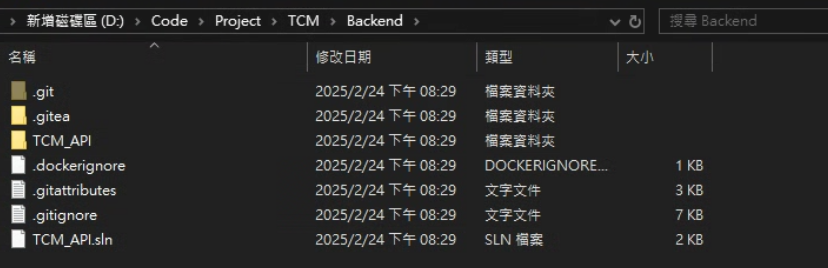 新增磁碟區 (D:) > Code > Project > TCM > Backend > 搜尋 Backend
名稱 修改日期 類型 大小
.git 2025/2/24 下午 08:29 檔案資料夾
.gitea 2025/2/24 下午 08:29 檔案資料夾
TCM_API 2025/2/24 下午 08:29 檔案資料夾
.dockerignore 2025/2/24 下午 08:29 DOCKERIGNORE... 1 KB
.gitattributes 2025/2/24 下午 08:29 文字文件 3 KB
.gitignore 2025/2/24 下午 08:29 文字文件 7 KB
TCM_API.sln 2025/2/24 下午 08:29 SLN 檔案 2 KB